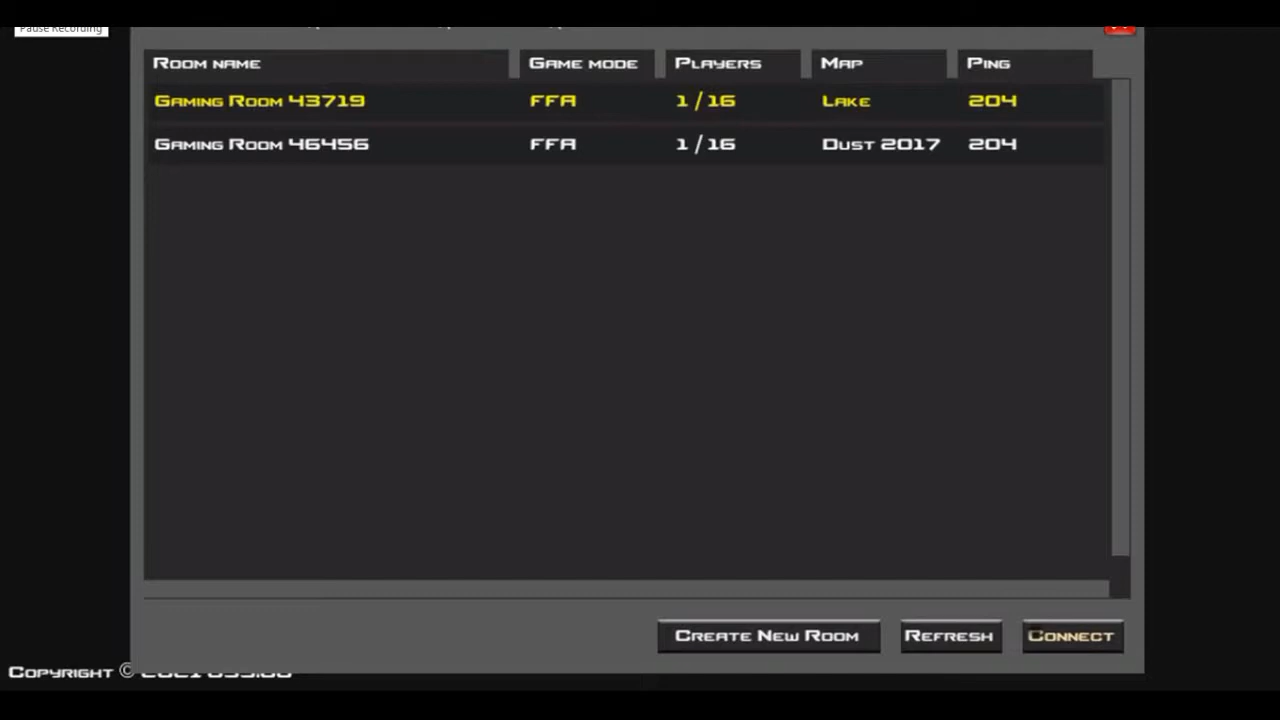 Pause Recording
Room name Game mode Players Map Ping
Gaming Room 43719 FFA 1/16 Lake 204
Gaming Room 46456 FFA 1/16 Dust 2017 204
Create New Room Refresh Connect
Copyright ©